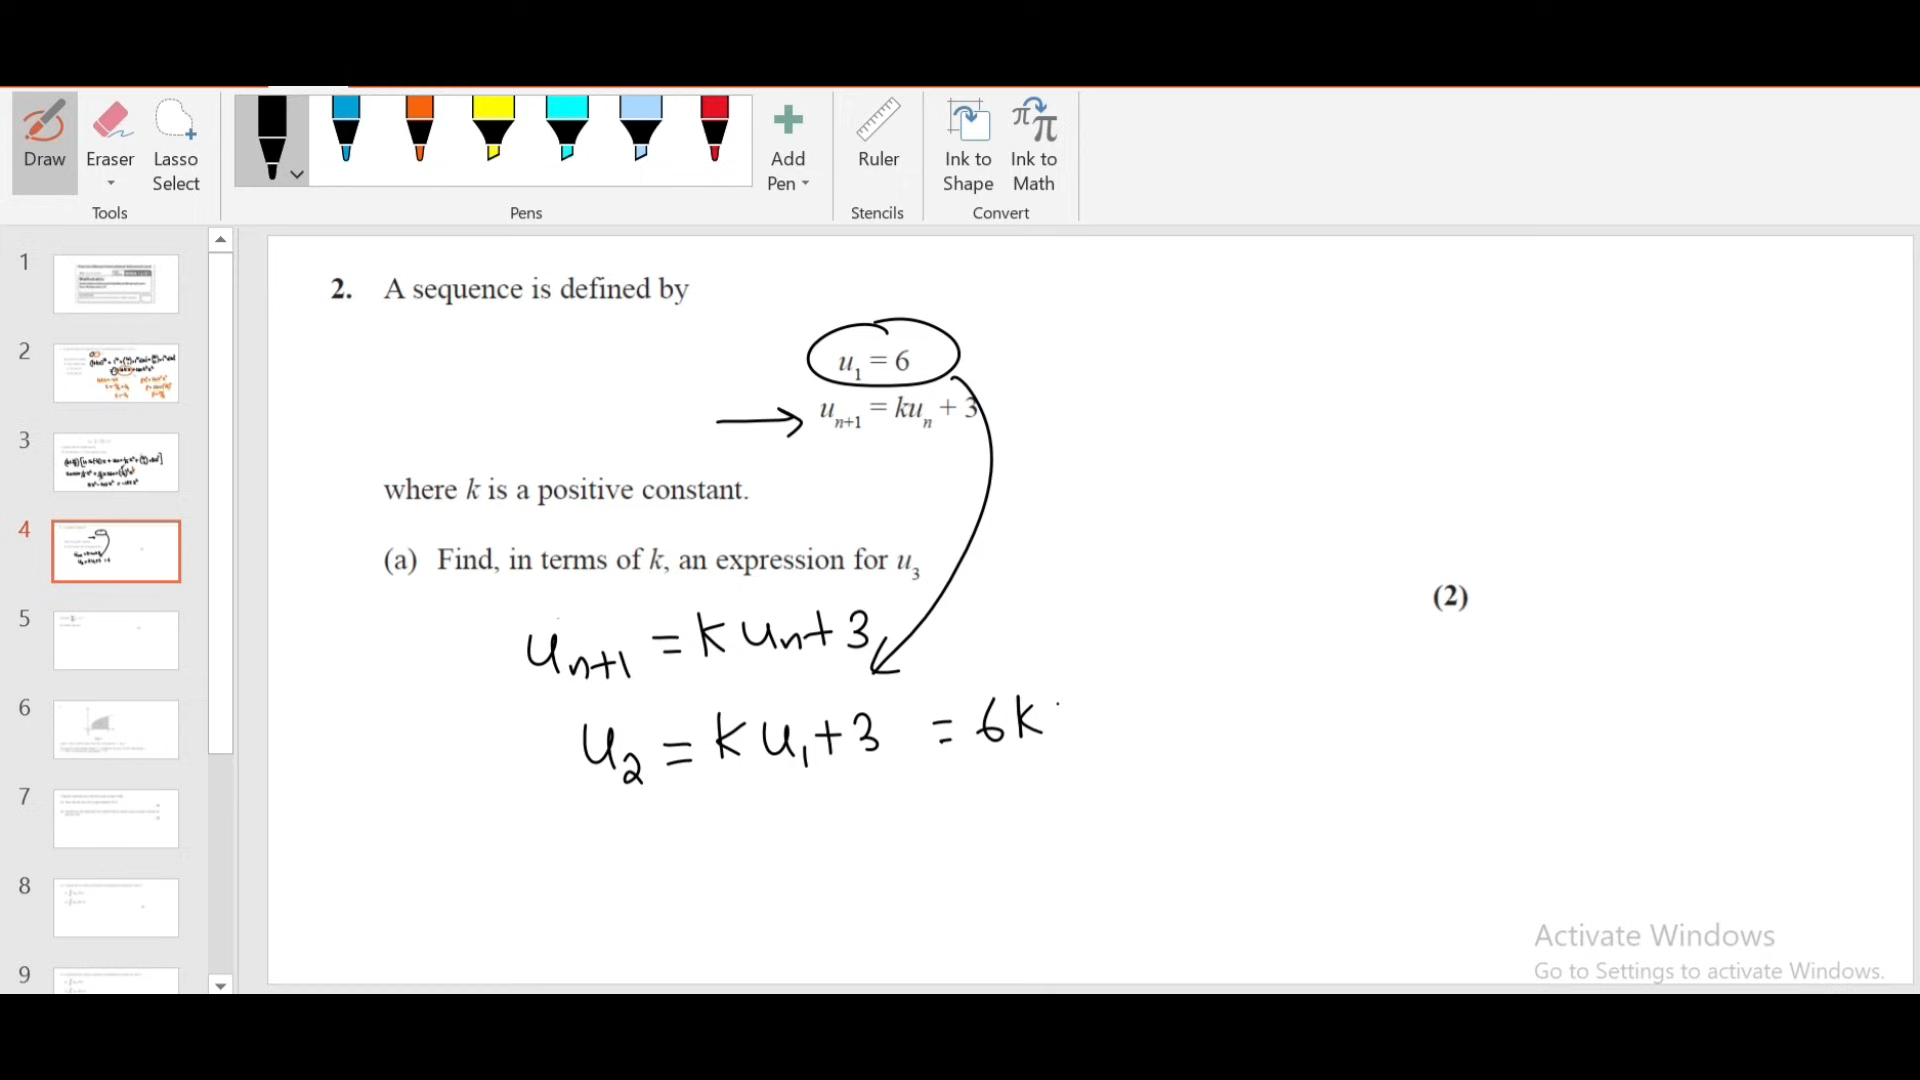 Draw
Eraser
Lasso Select
Tools
Pens
Add Pen
Ruler
Stencils
Ink to Shape
Ink to Math
Convert
1
2
3
4
5
6
7
8
9
2. A sequence is defined by
u₁ = 6
uₙ₊₁ = kuₙ + 3
where k is a positive constant.
(a) Find, in terms of k, an expression for u₃
(2)
uₙ₊₁ = k uₙ + 3
u₂ = k u₁ + 3 = 6k
Activate Windows
Go to Settings to activate Windows.